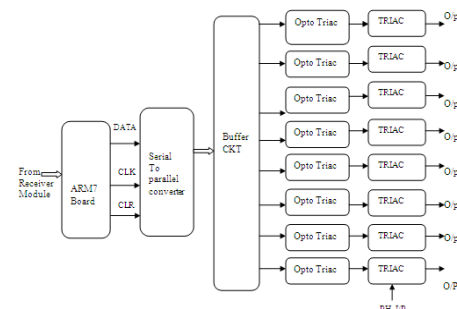 Opto Triac
TRIAC
O/p
Opto Triac
TRIAC
O/p
Opto Triac
TRIAC
O/p
Opto Triac
TRIAC
O/p
Opto Triac
TRIAC
O/p
Opto Triac
TRIAC
O/p
Opto Triac
TRIAC
O/p
Opto Triac
TRIAC
O/P
Buffer
CKT
DATA
CLK
CLR
Serial
To
parallel
converter
From
Receiver
Module
ARM7
Board
PH I/P